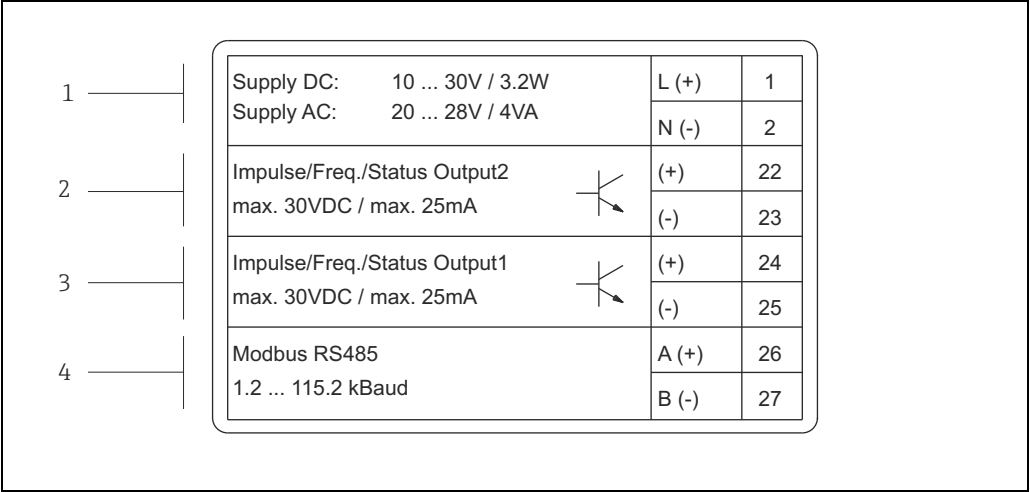 1
Supply DC: 10 ... 30V / 3.2W
Supply AC: 20 ... 28V / 4VA
L (+) 1
N (-) 2
2
Impulse/Freq./Status Output2
max. 30VDC / max. 25mA
(+) 22
(-) 23
3
Impulse/Freq./Status Output1
max. 30VDC / max. 25mA
(+) 24
(-) 25
4
Modbus RS485
1.2 ... 115.2 kBaud
A (+) 26
B (-) 27